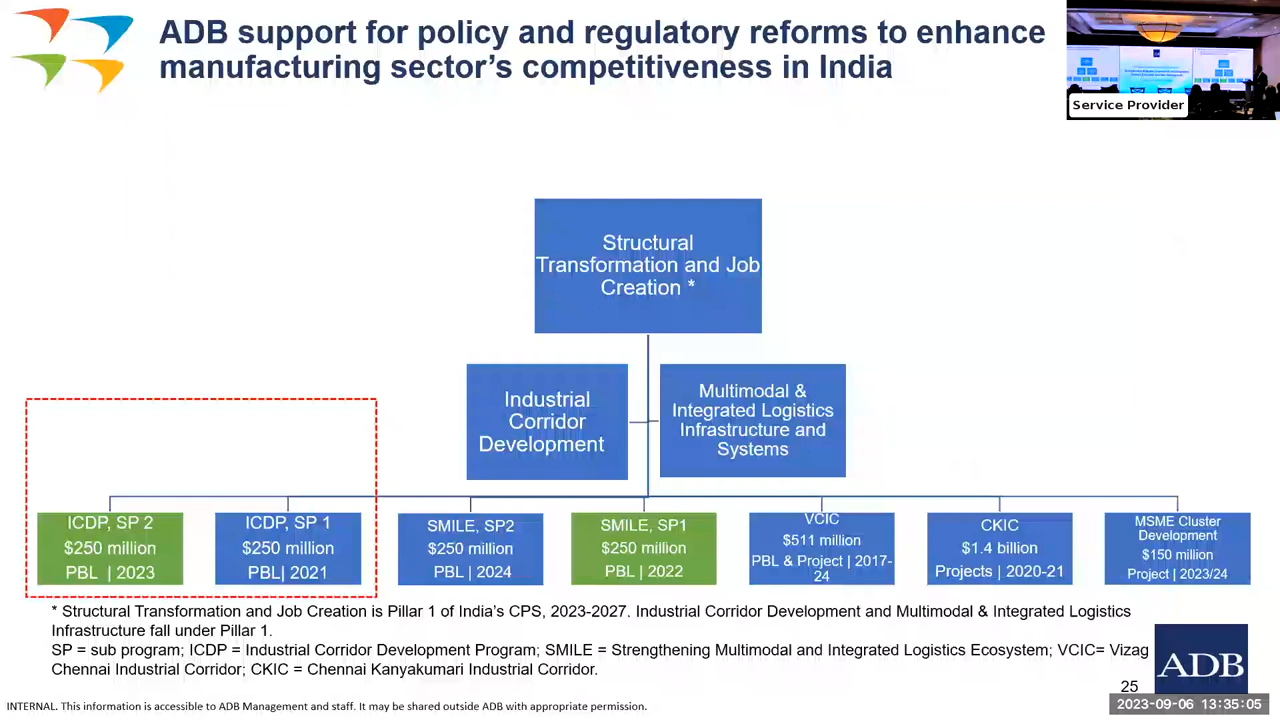 ADB support for policy and regulatory reforms to enhance
manufacturing sector's competitiveness in India
Service Provider
Structural
Transformation and Job
Creation *
Industrial
Corridor
Development
Multimodal &
Integrated Logistics
Infrastructure and
Systems
ICDP, SP 2
$250 million
PBL | 2023
ICDP, SP 1
$250 million
PBL| 2021
SMILE, SP2
$250 million
PBL | 2024
SMILE, SP1
$250 million
PBL | 2022
VCIC
$511 million
PBL & Project | 2017-
24
CKIC
$1.4 billion
Projects | 2020-21
MSME Cluster
Development
$150 million
Project | 2023/24
* Structural Transformation and Job Creation is Pillar 1 of India's CPS, 2023-2027. Industrial Corridor Development and Multimodal & Integrated Logistics
Infrastructure fall under Pillar 1.
SP = sub program; ICDP = Industrial Corridor Development Program; SMILE = Strengthening Multimodal and Integrated Logistics Ecosystem; VCIC= Vizag
Chennai Industrial Corridor; CKIC = Chennai Kanyakumari Industrial Corridor.
ADB
25
INTERNAL. This information is accessible to ADB Management and staff. It may be shared outside ADB with appropriate permission.
2023-09-06 13:35:05